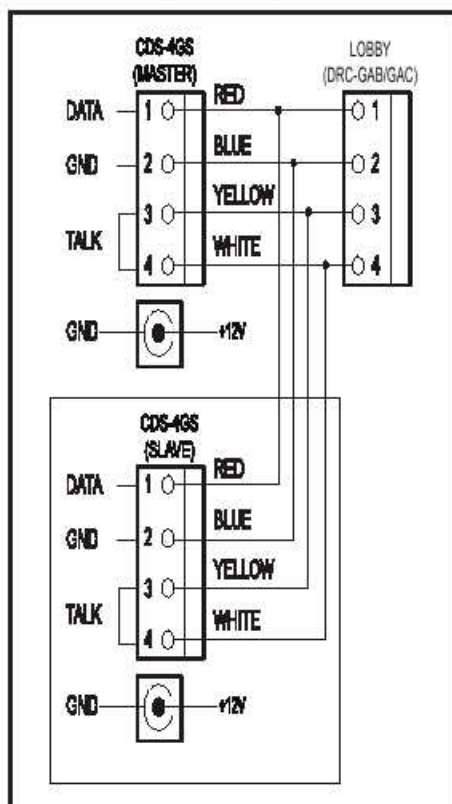 CDS-4GS
(MASTER)
LOBBY
(DRC-GAB/GAC)
DATA 1 RED 1
GND 2 BLUE 2
TALK 3 YELLOW 3
4 WHITE 4
GND +12V
CDS-4GS
(SLAVE)
DATA 1 RED
GND 2 BLUE
TALK 3 YELLOW
4 WHITE
GND +12V